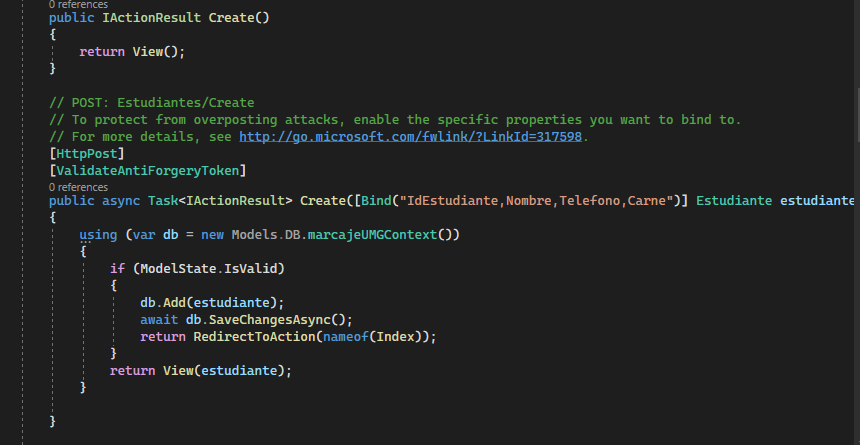 0 references
public IActionResult Create()
{
return View();
}
// POST: Estudiantes/Create
// To protect from overposting attacks, enable the specific properties you want to bind to.
// For more details, see http://go.microsoft.com/fwlink/?LinkId=317598.
[HttpPost]
[ValidateAntiForgeryToken]
0 references
public async Task<IActionResult> Create([Bind("IdEstudiante,Nombre,Telefono,Carne")] Estudiante estudiante
{
using (var db = new Models.DB.marcajeUMGContext())
{
if (ModelState.IsValid)
{
db.Add(estudiante);
await db.SaveChangesAsync();
return RedirectToAction(nameof(Index));
}
return View(estudiante);
}
}